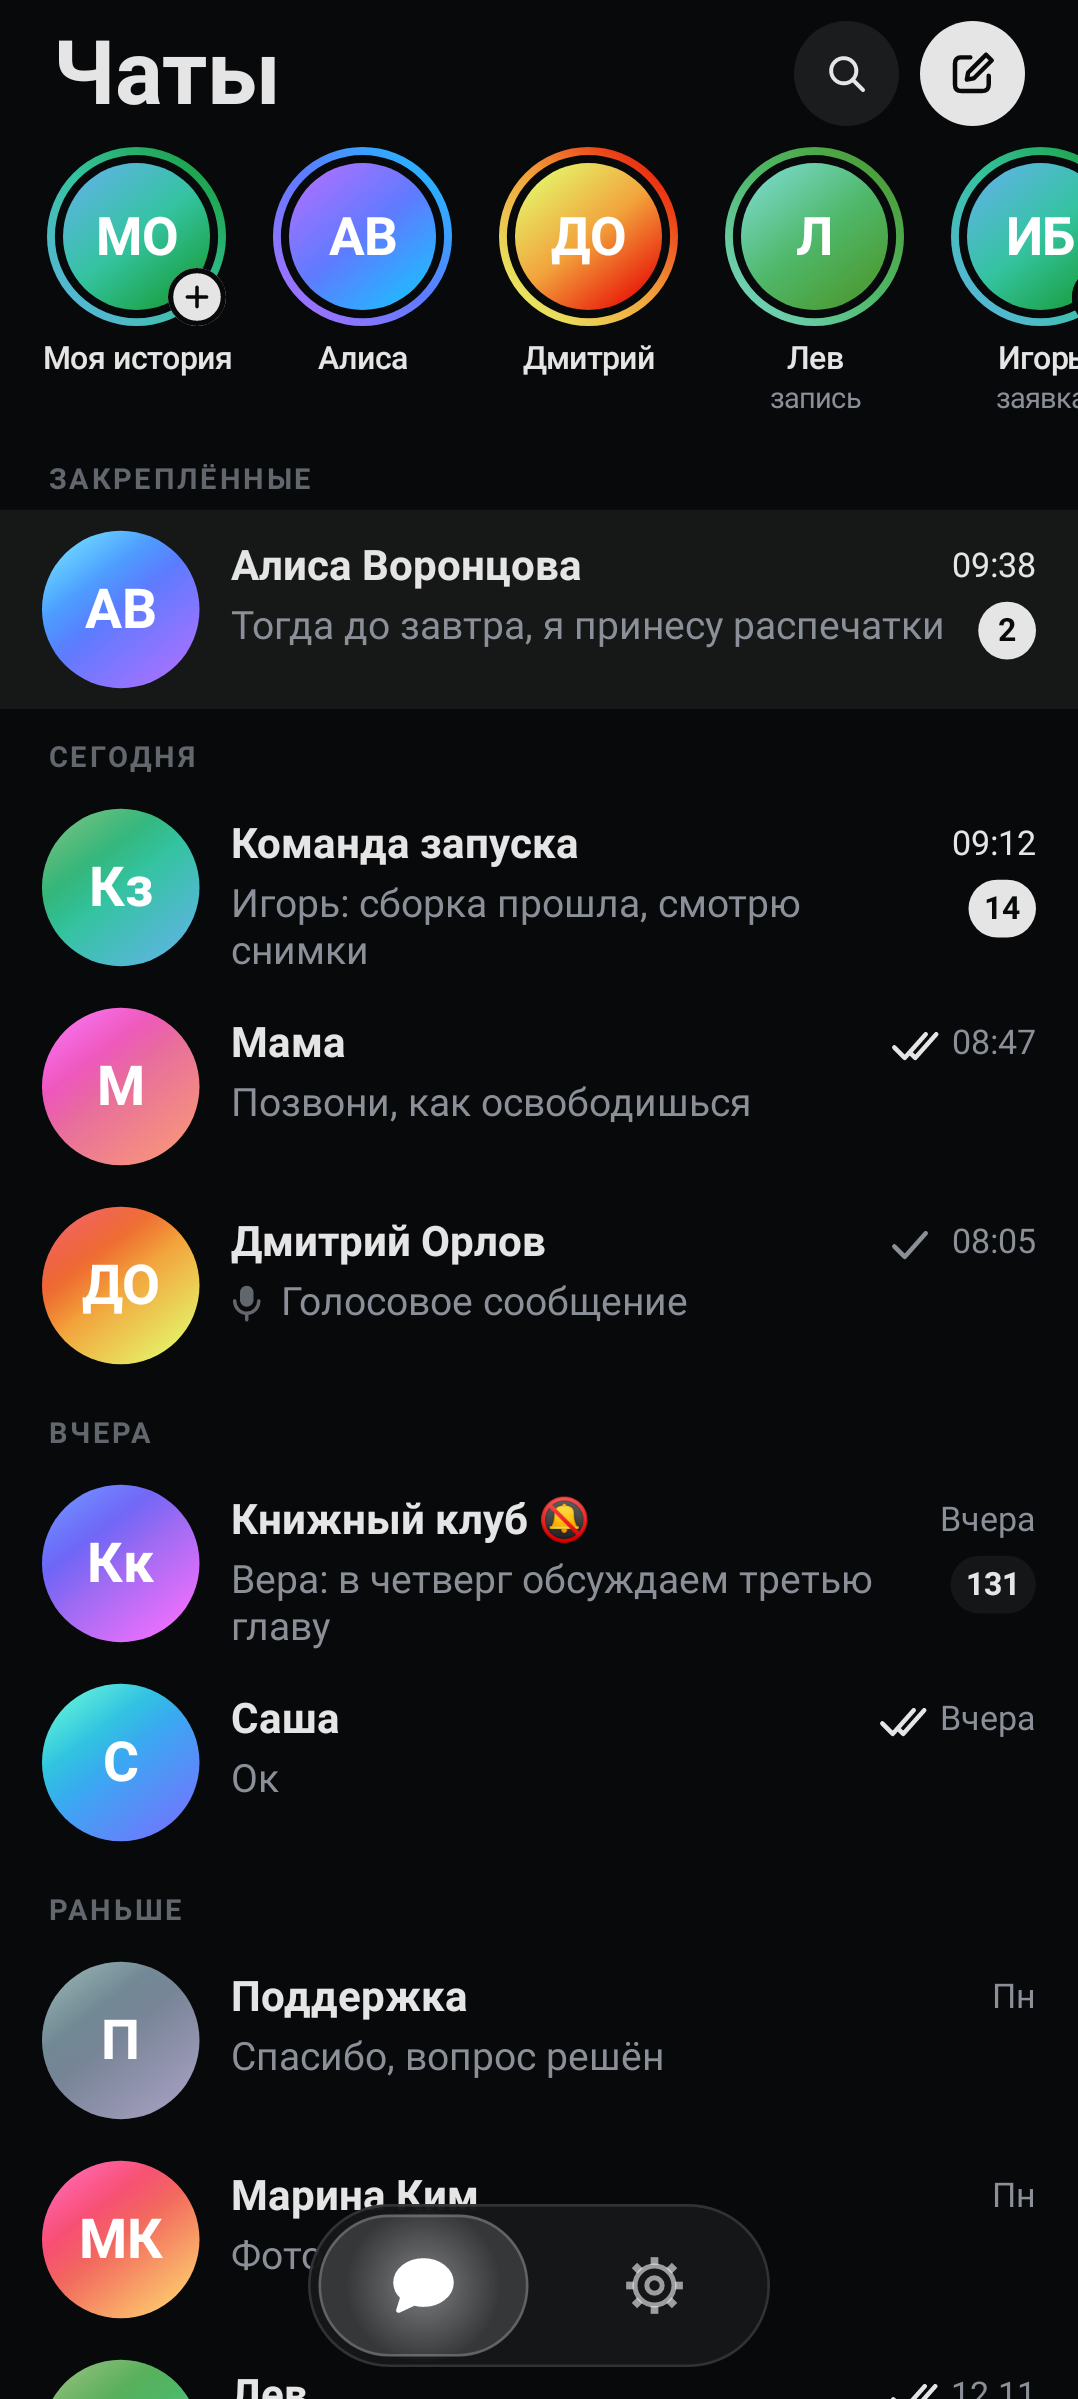 Чаты
МО
АВ
ДО
Л
ИБ
Моя история
Алиса
Дмитрий
Лев
запись
ЗАКРЕПЛЁННЫЕ
АВ
Алиса Воронцова
09:38
Тогда до завтра, я принесу распечатки
2
СЕГОДНЯ
Кз
Команда запуска
09:12
Игорь: сборка прошла, смотрю
снимки
14
М
Мама
08:47
Позвони, как освободишься
ДО
Дмитрий Орлов
08:05
Голосовое сообщение
ВЧЕРА
Кк
Книжный клуб
Вчера
Вера: в четверг обсуждаем третью
главу
131
С
Саша
Вчера
Ок
РАНЬШЕ
П
Поддержка
Пн
Спасибо, вопрос решён
МК
Марина Ким
Пн
Лев
12.11